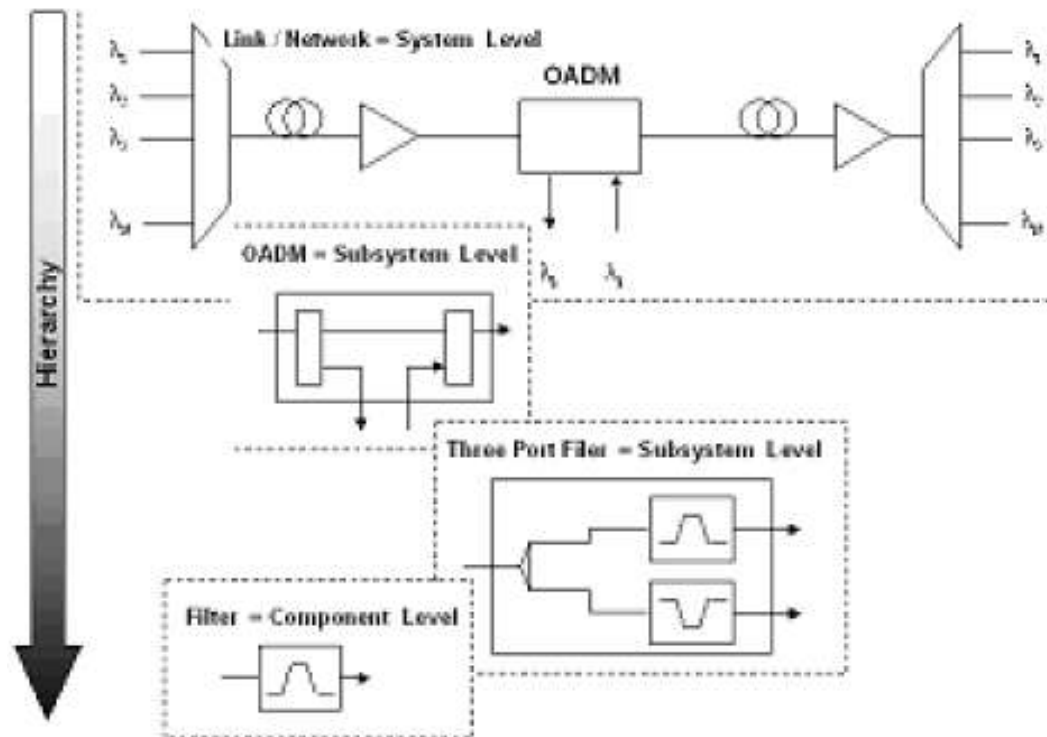 Link / Network = System Level
OADM
OADM = Subsystem Level
Hierarchy
Three Port Filer = Subsystem Level
Filter = Component Level